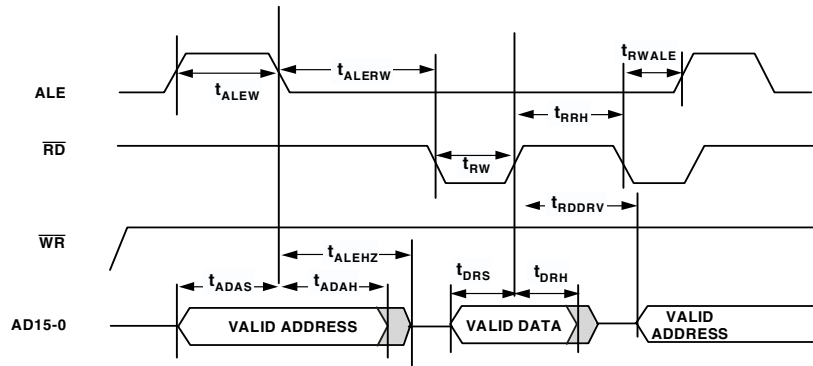 ALE
tALEW
tALERW
tRWALE
tRRH
RD
tRW
tRDDRV
WR
tALEHZ
tADAS
tADAH
tDRS
tDRH
AD15-0
VALID ADDRESS
VALID DATA
VALID
ADDRESS